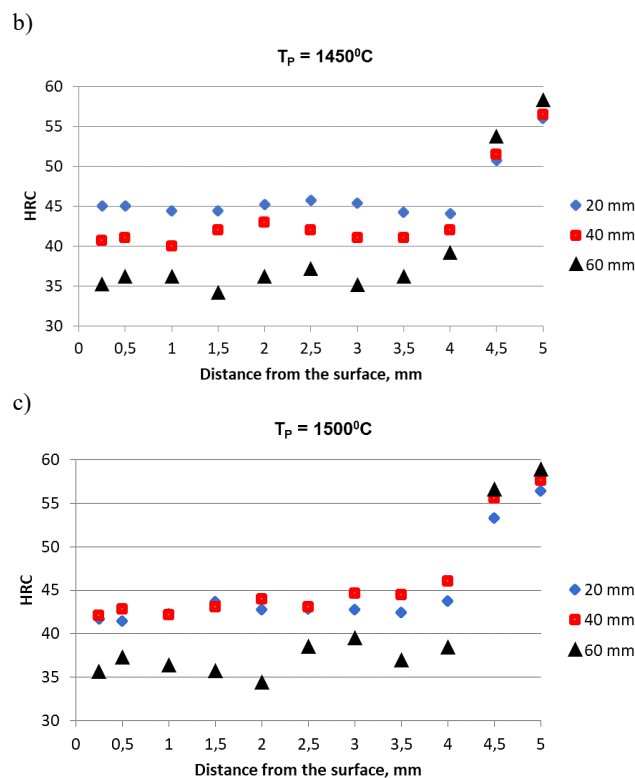 b)
T_P = 1450⁰C
60
55
50
45
40
35
30
HRC
0 0,5 1 1,5 2 2,5 3 3,5 4 4,5 5
Distance from the surface, mm
20 mm
40 mm
60 mm
c)
T_P = 1500⁰C
60
55
50
45
40
35
30
HRC
0 0,5 1 1,5 2 2,5 3 3,5 4 4,5 5
Distance from the surface, mm
20 mm
40 mm
60 mm